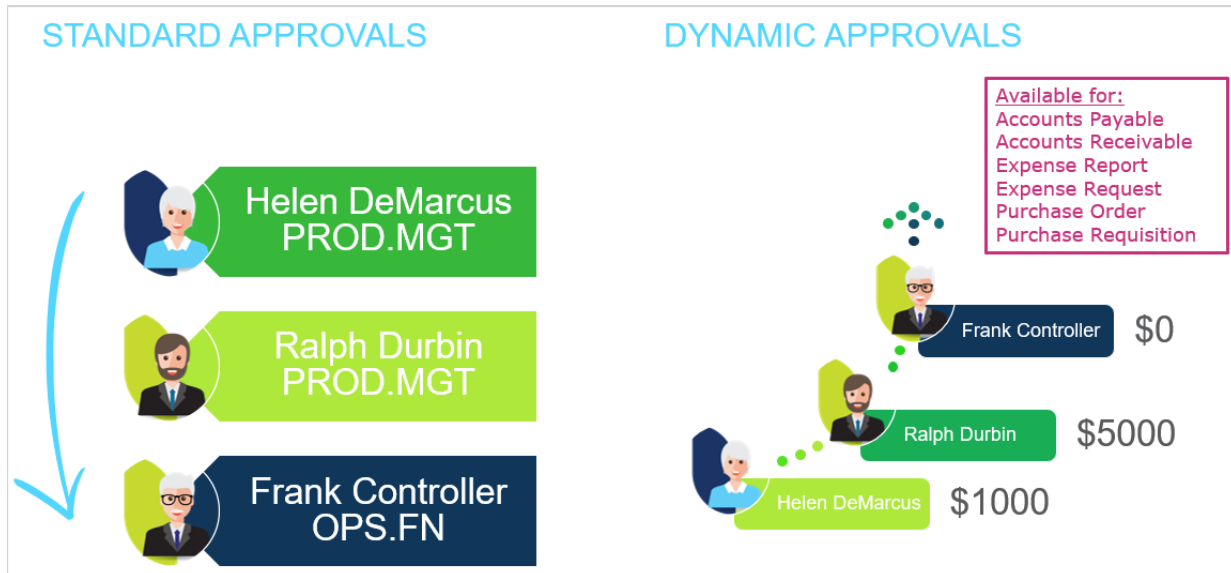 STANDARD APPROVALS
Helen DeMarcus
PROD.MGT
Ralph Durbin
PROD.MGT
Frank Controller
OPS.FN
DYNAMIC APPROVALS
Available for:
Accounts Payable
Accounts Receivable
Expense Report
Expense Request
Purchase Order
Purchase Requisition
Frank Controller $0
Ralph Durbin $5000
Helen DeMarcus $1000